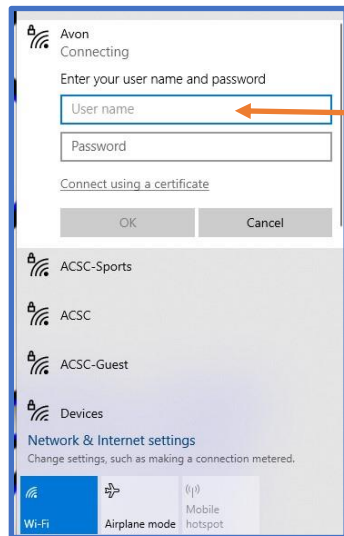 Avon
Connecting
Enter your user name and password
User name
Password
Connect using a certificate
OK Cancel
ACSC-Sports
ACSC
ACSC-Guest
Devices
Network & Internet settings
Change settings, such as making a connection metered.
Wi-Fi
Airplane mode
Mobile
hotspot